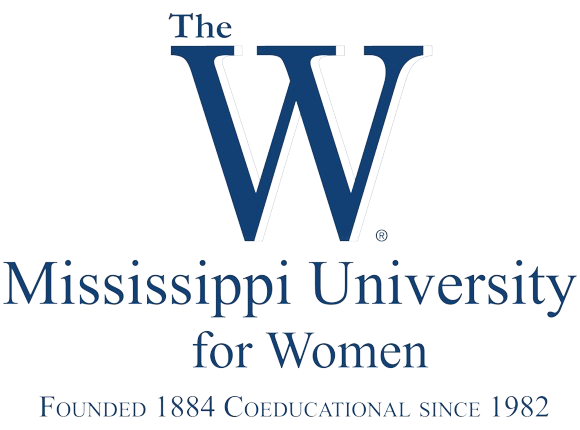 The
W®
Mississippi University
for Women
Founded 1884 Coeducational since 1982